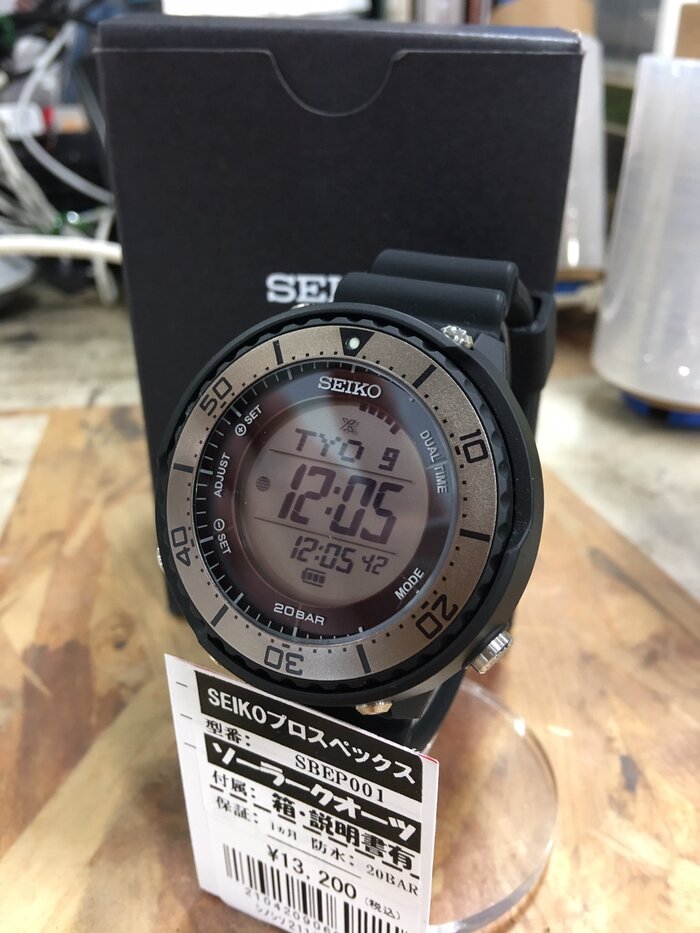 SEIKO
50
10
20
30
40
SET
ADJUST
SET
DUAL TIME
MODE
TYO 9
12:05
12:05 42
20BAR
SEIKOプロスペックス
型番: SBEP001
ソーラークオーツ
付属: 箱・説明書有
保証: 1ヵ月 防水: 20BAR
¥13,200 (税込)